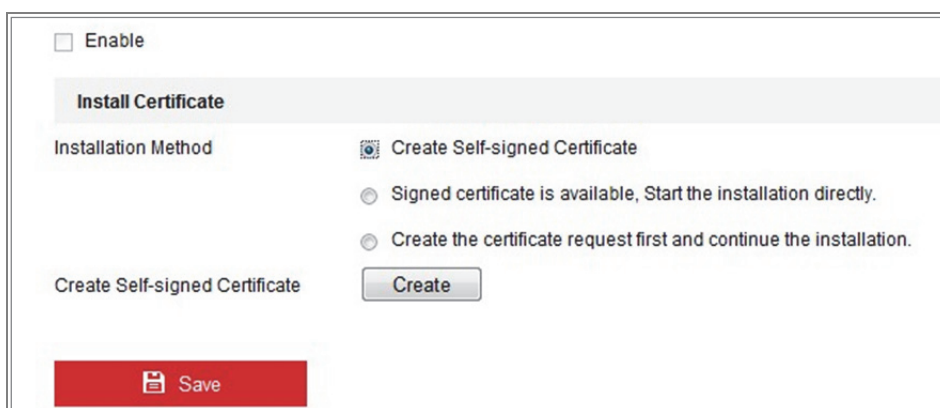 Enable
Install Certificate
Installation Method
Create Self-signed Certificate
Signed certificate is available, Start the installation directly.
Create the certificate request first and continue the installation.
Create Self-signed Certificate
Create
Save